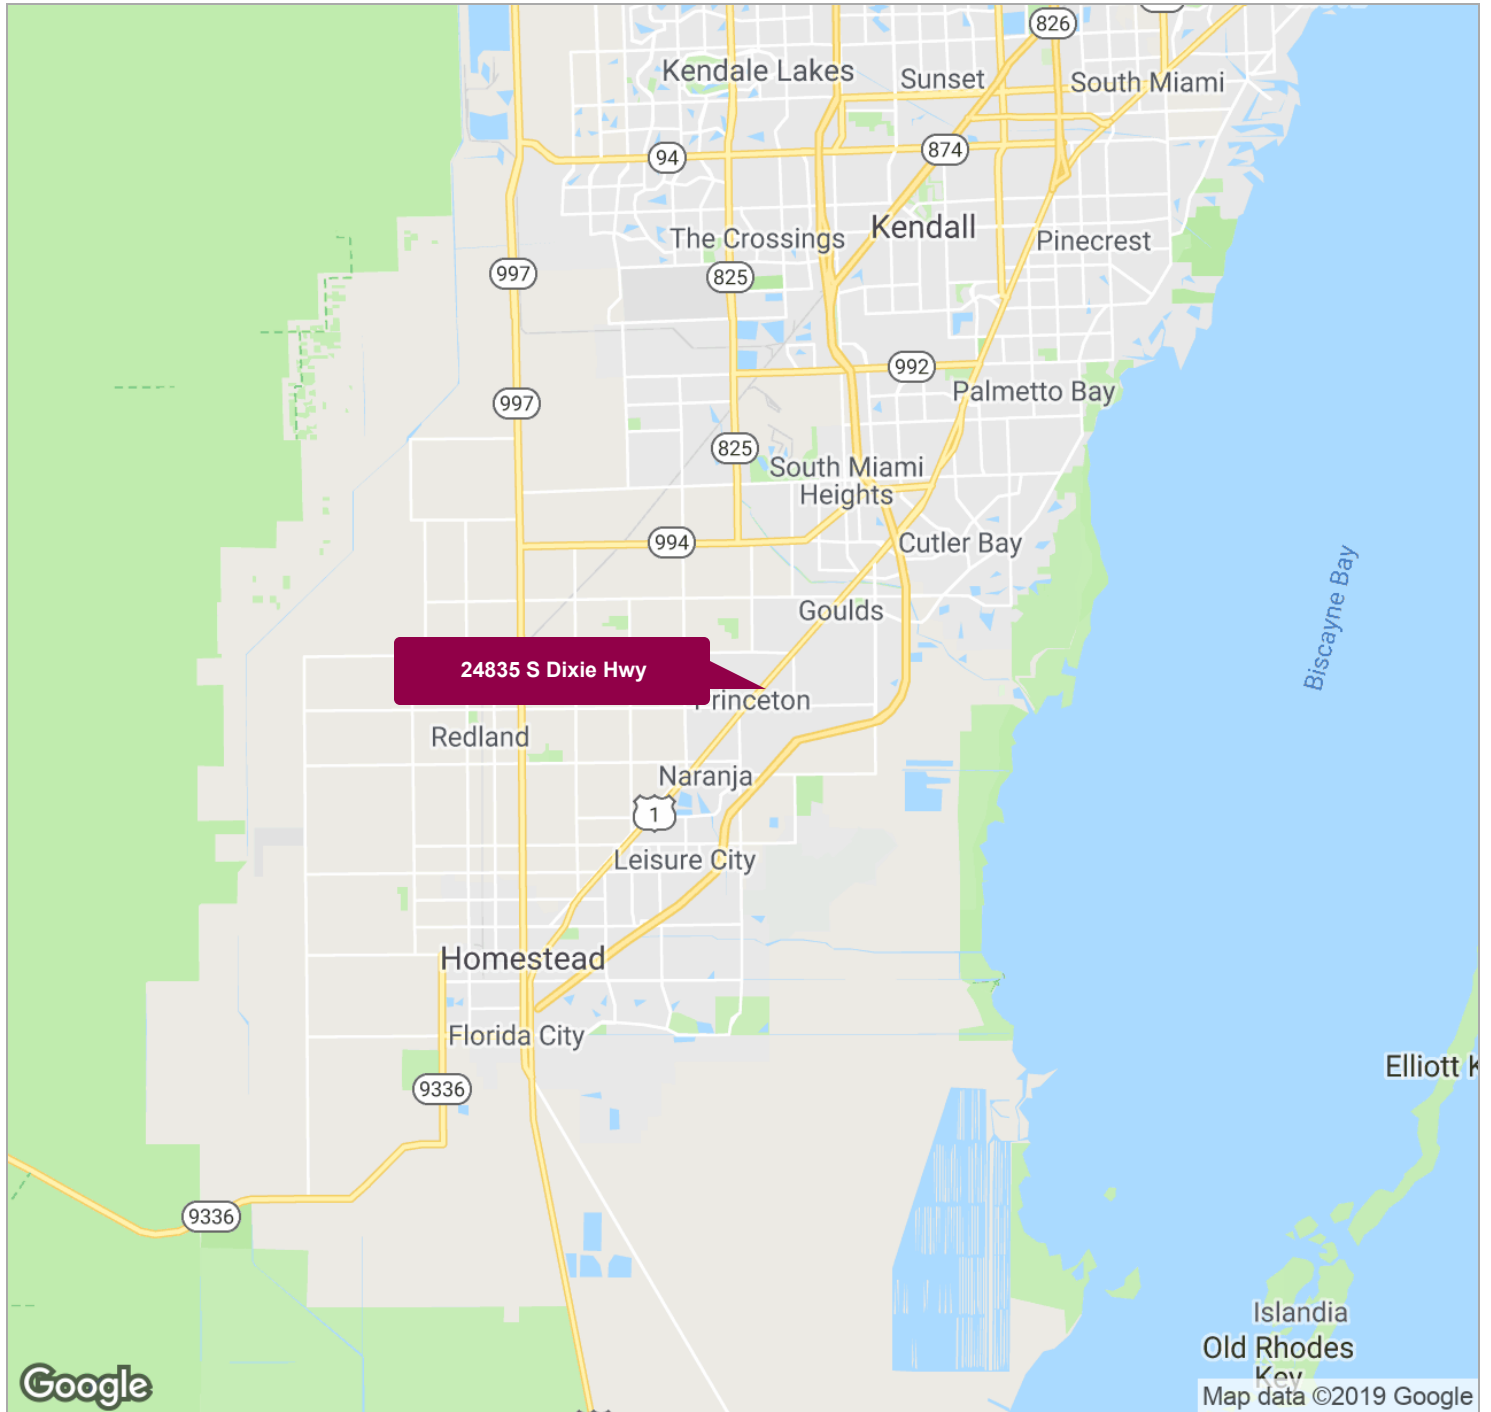 826
Kendale Lakes
Sunset
South Miami
94
874
Kendall
The Crossings
Pinecrest
997
825
992
Palmetto Bay
997
825
South Miami
Heights
994
Cutler Bay
Biscayne Bay
Goulds
24835 S Dixie Hwy
Princeton
Redland
Naranja
1
Leisure City
Homestead
Florida City
Elliott K
9336
9336
Islandia
Old Rhodes
Key
Google
Map data ©2019 Google